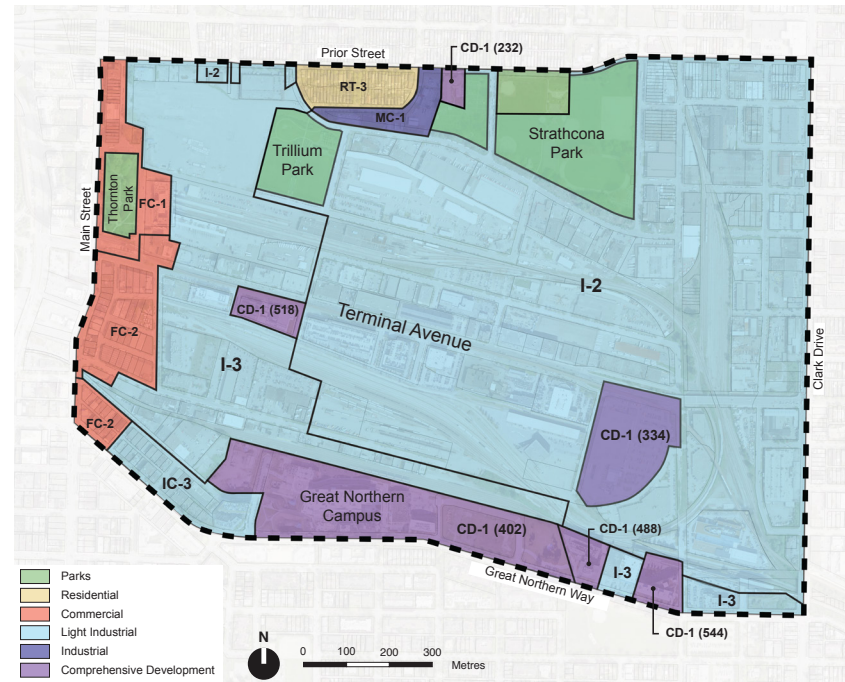 Prior Street
CD-1 (232)
I-2
RT-3
MC-1
Strathcona
Park
Trillium
Park
Thornton
Park
Main Street
FC-1
I-2
CD-1 (518)
Terminal Avenue
FC-2
I-3
Clark Drive
FC-2
CD-1 (334)
IC-3
Great Northern
Campus
CD-1 (402)
CD-1 (488)
I-3
Great Northern Way
I-3
CD-1 (544)
Parks
Residential
Commercial
Light Industrial
Industrial
Comprehensive Development
N
0 100 200 300 Metres